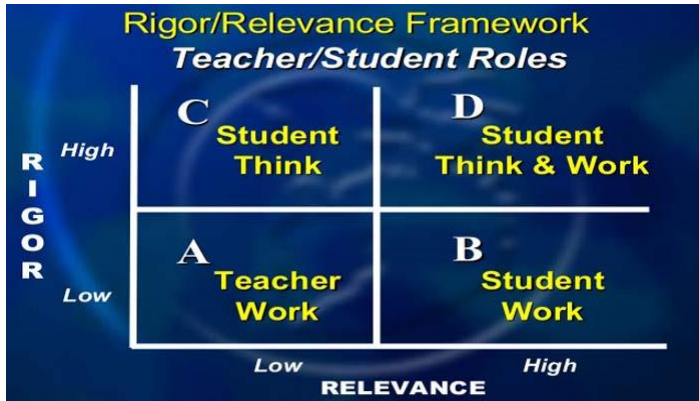 Rigor/Relevance Framework
Teacher/Student Roles
C
Student
Think
D
Student
Think & Work
High
RIGOR
A
Teacher
Work
B
Student
Work
Low
Low
High
RELEVANCE